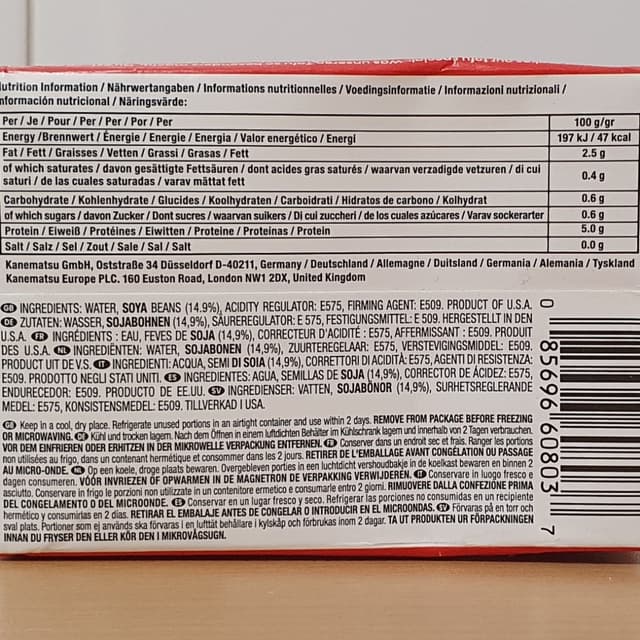 utrition Information / Nährwertangaben / Informations nutritionnelles / Voedingsinformatie / Informazioni nutrizionali /
nformación nutricional / Näringsvärde:
Per / Je / Pour / Per / Per / Por / Per 100 g/gr
Energy /Brennwert / Énergie / Energie / Energia / Valor energético / Energi 197 kJ / 47 kcal
Fat / Fett / Graisses / Vetten / Grassi / Grasas / Fett 2.5 g
of which saturates / davon gesättigte Fettsäuren / dont acides gras saturés / waarvan verzadigde vetzuren / di cui
saturi / de las cuales saturadas / varav mättat fett 0.4 g
Carbohydrate / Kohlenhydrate / Glucides / Koolhydraten / Carboidrati / Hidratos de carbono / Kolhydrat 0.6 g
of which sugars / davon Zucker / Dont sucres / waarvan suikers / Di cui zuccheri / de los cuales azúcares / Varav sockerarter 0.6 g
Protein / Eiweiß / Protéines / Eiwitten / Proteine / Proteínas / Protein 5.0 g
Salt / Salz / Sel / Zout / Sale / Sal / Salt 0.0 g
Kanematsu GmbH, Oststraße 34 Düsseldorf D-40211, Germany / Deutschland / Allemagne / Duitsland / Germania / Alemania / Tyskland
Kanematsu Europe PLC. 160 Euston Road, London NW1 2DX, United Kingdom
GB INGREDIENTS: WATER, SOYA BEANS (14.9%), ACIDITY REGULATOR: E575, FIRMING AGENT: E509. PRODUCT OF U.S.A.
DE ZUTATEN: WASSER, SOJABOHNEN (14,9%), SÄUREREGULATOR: E 575, FESTIGUNGSMITTEL: E 509. HERGESTELLT IN DEN
U.S.A. FR INGRÉDIENTS : EAU, FEVES DE SOJA (14,9%), CORRECTEUR D'ACIDITÉ : E575, AFFERMISSANT : E509. PRODUIT
DES U.S.A. NL INGREDIËNTEN: WATER, SOJABONEN (14,9%), ZUURTEREGELAAR: E575, VERSTEVIGINGSMIDDEL: E509.
PRODUCT UIT DE V.S. IT INGREDIENTI: ACQUA, SEMI DI SOIA (14,9%), CORRETTORI DI ACIDITÀ: E575, AGENTI DI RESISTENZA:
E509. PRODOTTO NEGLI STATI UNITI. ES INGREDIENTES: AGUA, SEMILLAS DE SOJA (14,9%), CORRECTOR DE ÁCIDEZ: E575,
ENDURECEDOR: E509. PRODUCTO DE EE.UU. SV INGREDIENSER: VATTEN, SOJABÖNOR (14,9%), SURHETSREGLERANDE
MEDEL: E575, KONSISTENSMEDEL: E509. TILLVERKAD I USA.
GB Keep in a cool, dry place. Refrigerate unused portions in an airtight container and use within 2 days. REMOVE FROM PACKAGE BEFORE FREEZING
OR MICROWAVING. DE Kühl und trocken lagern. Nach dem Öffnen in einem luftdichten Behälter im Kühlschrank lagern und innerhalb von 2 Tagen verbrauchen.
VOR DEM EINFRIEREN ODER ERHITZEN IN DER MIKROWELLE VERPACKUNG ENTFERNEN. FR Conserver dans un endroit sec et frais. Ranger les portions
non utilisées au frigo, dans un contenant hermétique et consommer dans les 2 jours. RETIRER DE L'EMBALLAGE AVANT CONGÉLATION OU PASSAGE
AU MICRO-ONDE. NL Op een koele, droge plaats bewaren. Overgebleven porties in een luchtdicht vershoudbakje in de koelkast bewaren en binnen 2
dagen consumeren. VÓÓR INVRIEZEN OF OPWARMEN IN DE MAGNETRON DE VERPAKKING VERWIJDEREN. IT Conservare in luogo fresco e
asciutto. Conservare in frigo le porzioni non utilizzate in un contenitore ermetico e consumarle entro 2 giorni. RIMUOVERE DALLA CONFEZIONE PRIMA
DEL CONGELAMENTO O DEL MICROONDE. ES Conservar en un lugar fresco y seco. Refrigerar las porciones no consumidas en un recipiente
hermético y consumirlas en 2 días. RETIRAR EL EMBALAJE ANTES DE CONGELAR O INTRODUCIR EN EL MICROONDAS. SV Förvaras på en torr och
sval plats. Portioner som ej används ska förvaras i en lufttät behållare i kylskåp och förbrukas inom 2 dagar. TA UT PRODUKTEN UR FÖRPACKNINGEN
INNAN DU FRYSER DEN ELLER KÖR DEN I MIKROVÅGSUGN.
0 85696 60803 7